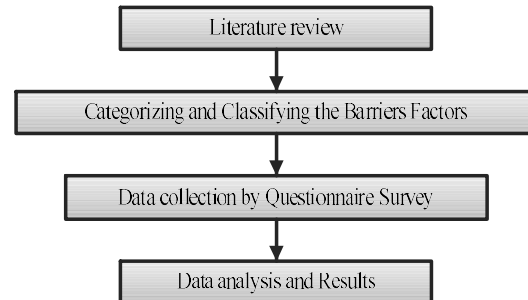 Literature review
Categorizing and Classifying the Barriers Factors
Data collection by Questionnaire Survey
Data analysis and Results